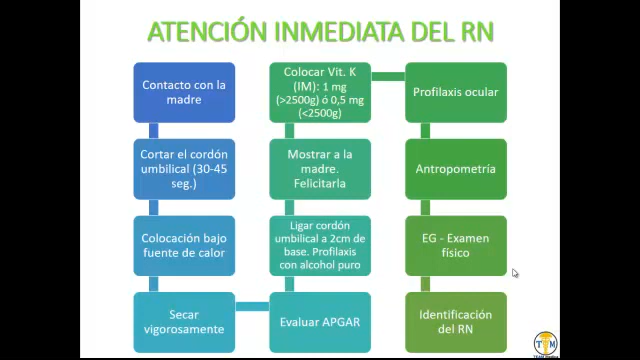 ATENCIÓN INMEDIATA DEL RN
Contacto con la
madre
Cortar el cordón
umbilical (30-45
seg.)
Colocación bajo
fuente de calor
Secar
vigorosamente
Evaluar APGAR
Ligar cordón
umbilical a 2cm de
base. Profilaxis
con alcohol puro
Mostrar a la
madre.
Felicitarla
Colocar Vit. K
(IM): 1 mg
(>2500g) ó 0,5 mg
(<2500g)
Profilaxis ocular
Antropometría
EG - Examen
físico
Identificación
del RN